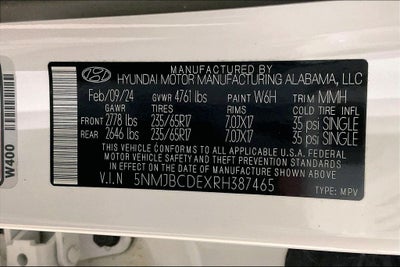 MANUFACTURED BY
HYUNDAI MOTOR MANUFACTURING ALABAMA, LLC
Feb/09/24 GVWR 4761 lbs PAINT W6H TRIM MMH
GAWR TIRES RIMS COLD TIRE INFL
FRONT 2778 lbs 235/65R17 7.0JX17 35 psi SINGLE
REAR 2646 lbs 235/65R17 7.0JX17 35 psi SINGLE
THIS VEHICLE CONFORMS TO ALL APPLICABLE U.S. FEDERAL
MOTOR VEHICLE SAFETY, BUMPER, AND THEFT PREVENTION STANDARDS
IN EFFECT ON THE DATE OF MANUFACTURE SHOWN ABOVE.
V.I.N 5NMJBCDEXRH387465 TYPE: MPV
W400